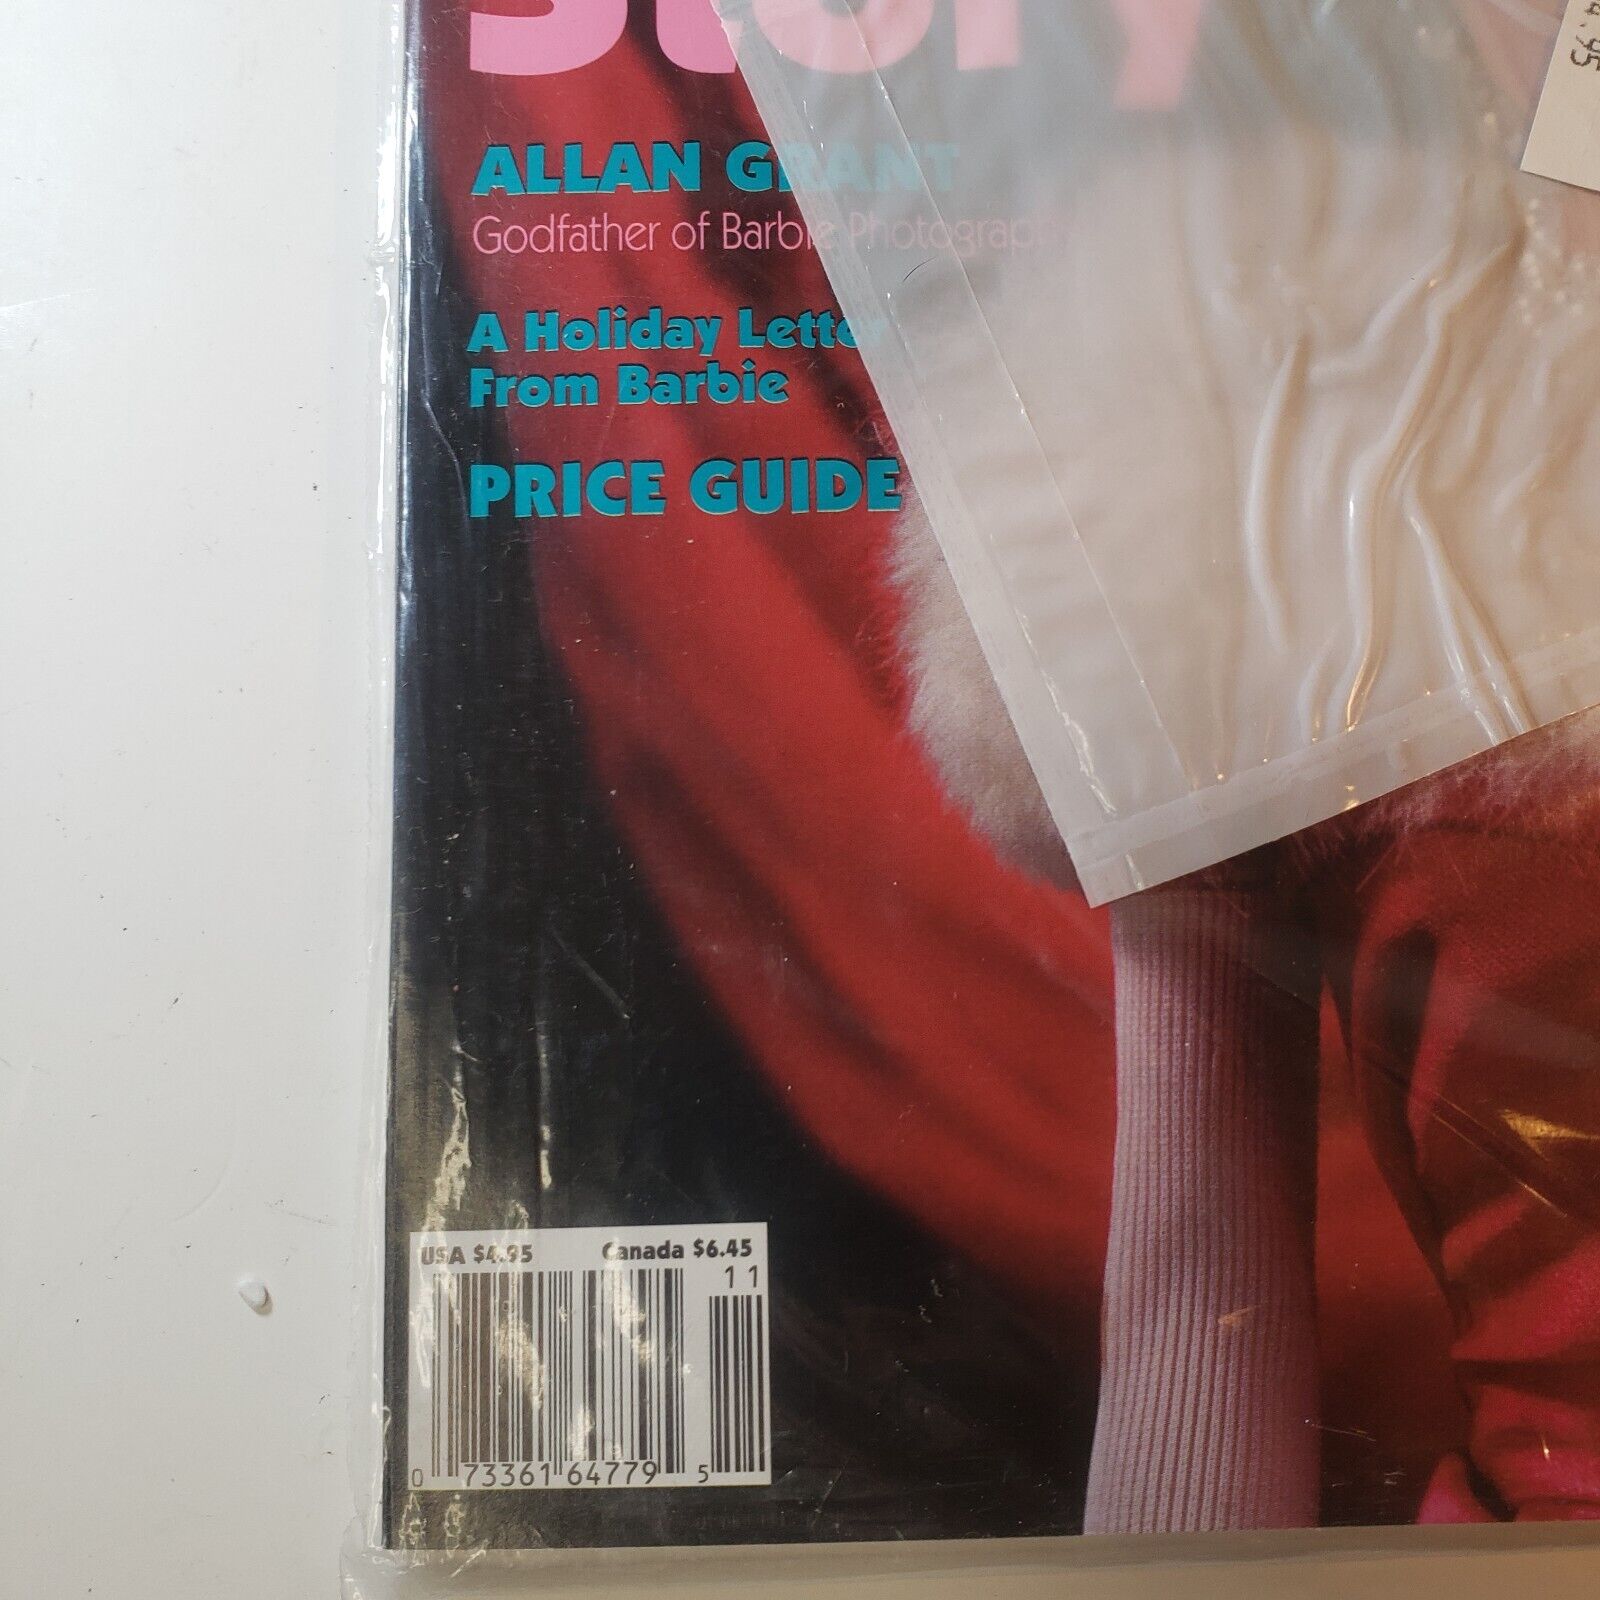 Story
ALLAN GRANT
Godfather of Barbie Photography
A Holiday Letter
From Barbie
PRICE GUIDE
USA $4.95 Canada $6.45
11
0 73361 64779 5